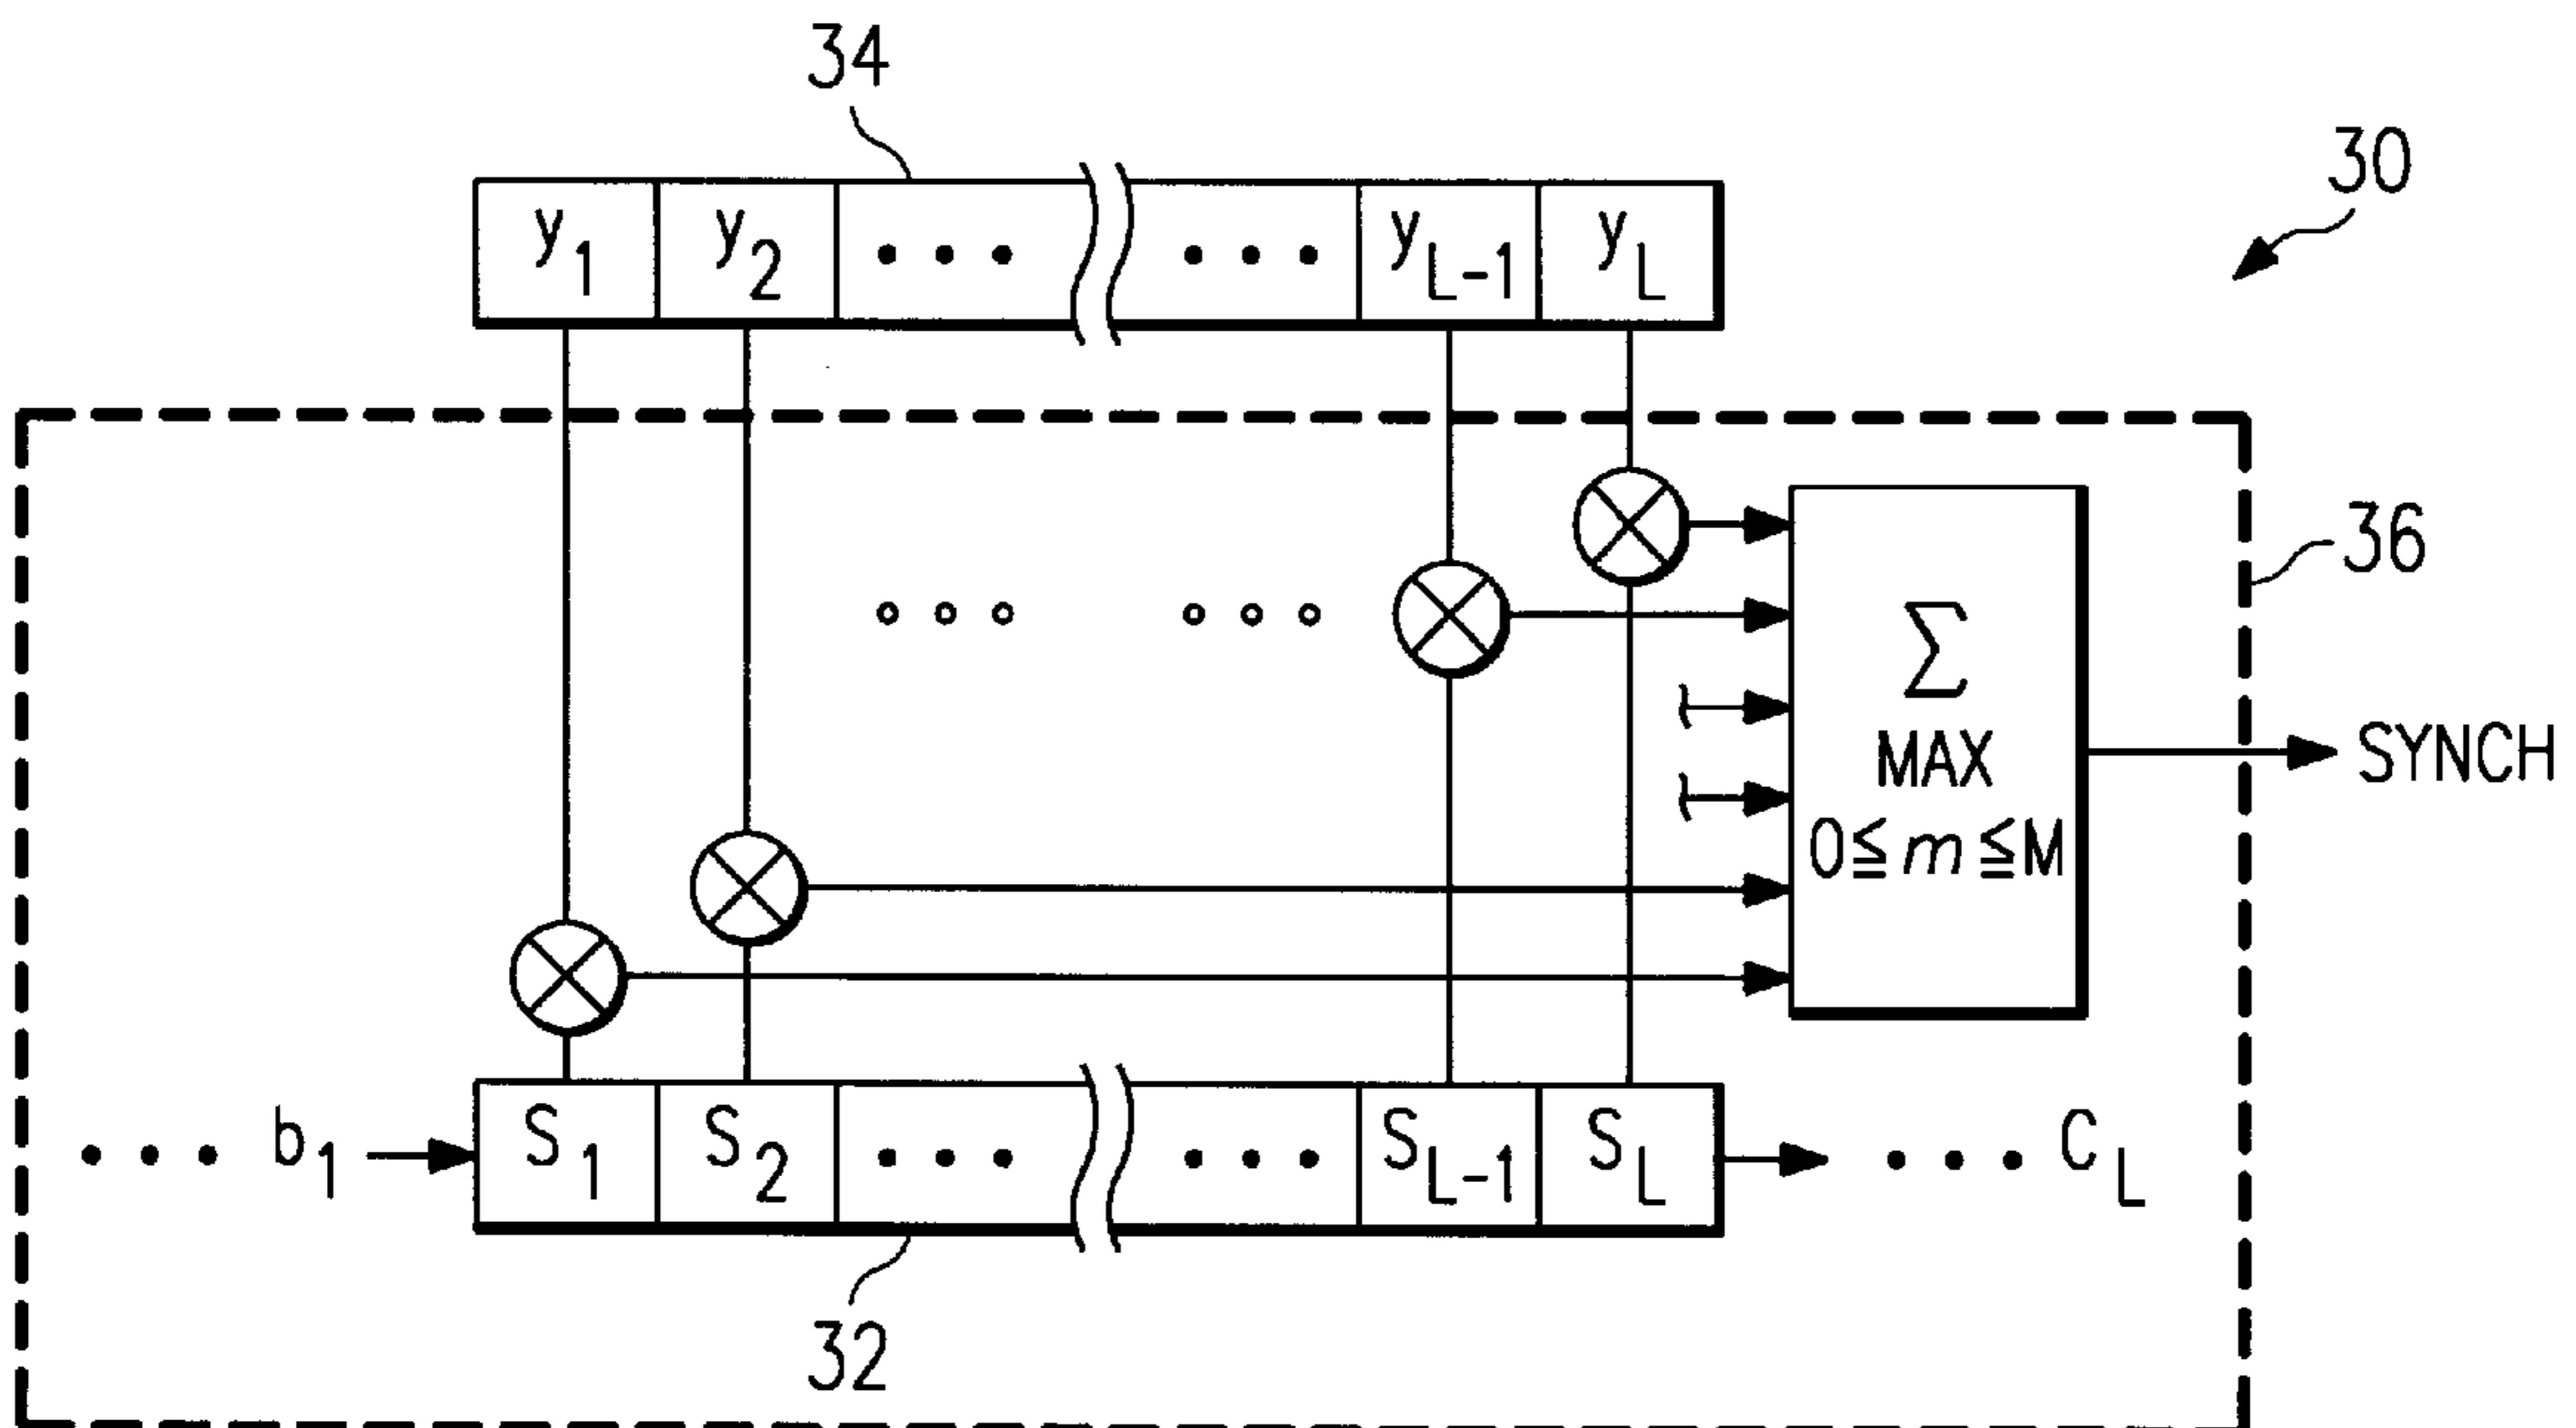 34
30
y1 y2 • • • • • • yL-1 yL
36
Σ
MAX
0≦m≦M
SYNCH
• • • b1 S1 S2 • • • • • • SL-1 SL • • • CL
32